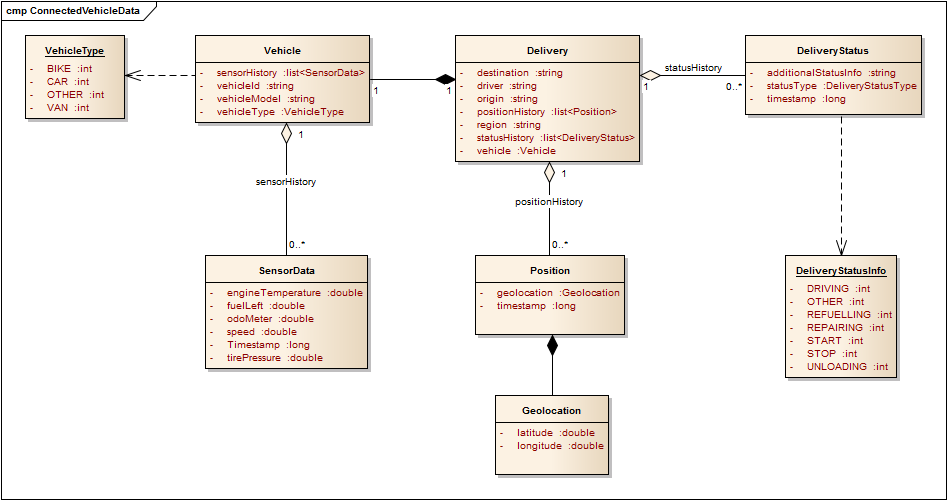 cmp ConnectedVehicleData
VehicleType
- BIKE :int
- CAR :int
- OTHER :int
- VAN :int
Vehicle
- sensorHistory :list<SensorData>
- vehicleId :string
- vehicleModel :string
- vehicleType :VehicleType
1
1
Delivery
- destination :string
- driver :string
- origin :string
- positionHistory :list<Position>
- region :string
- statusHistory :list<DeliveryStatus>
- vehicle :Vehicle
statusHistory
1
0..*
DeliveryStatus
- additionalStatusInfo :string
- statusType :DeliveryStatusType
- timestamp :long
1
sensorHistory
0..*
1
positionHistory
0..*
SensorData
- engineTemperature :double
- fuelLeft :double
- odoMeter :double
- speed :double
- Timestamp :long
- tirePressure :double
Position
- geolocation :Geolocation
- timestamp :long
DeliveryStatusInfo
- DRIVING :int
- OTHER :int
- REFUELLING :int
- REPAIRING :int
- START :int
- STOP :int
- UNLOADING :int
Geolocation
- latitude :double
- longitude :double